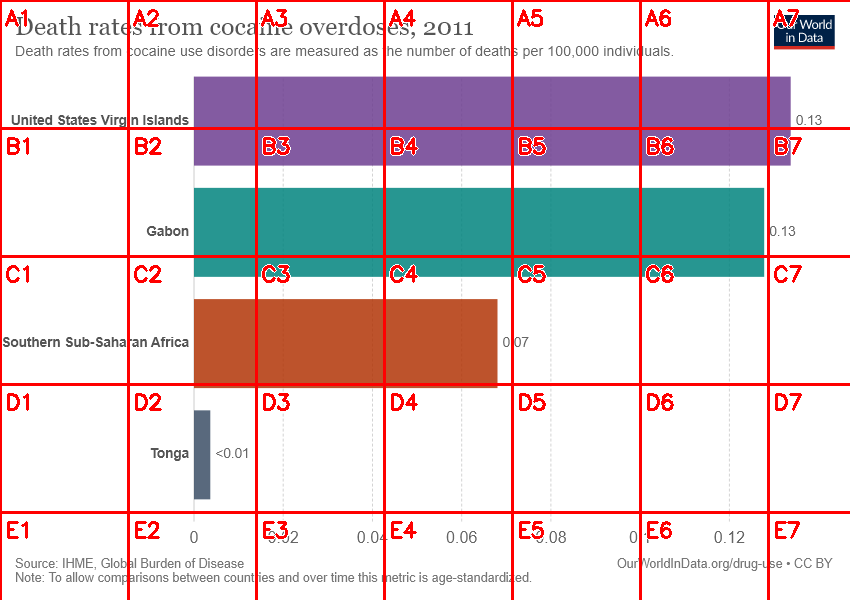 Death rates from cocaine overdoses, 2011
Our World
in Data
Death rates from cocaine use disorders are measured as the number of deaths per 100,000 individuals.
United States Virgin Islands
0.13
Gabon
0.13
Southern Sub-Saharan Africa
0.07
Tonga
<0.01
0
0.02
0.04
0.06
0.08
0.1
0.12
Source: IHME, Global Burden of Disease
OurWorldInData.org/drug-use • CC BY
Note: To allow comparisons between countries and over time this metric is age-standardized.
A1 A2 A3 A4 A5 A6 A7
B1 B2 B3 B4 B5 B6 B7
C1 C2 C3 C4 C5 C6 C7
D1 D2 D3 D4 D5 D6 D7
E1 E2 E3 E4 E5 E6 E7